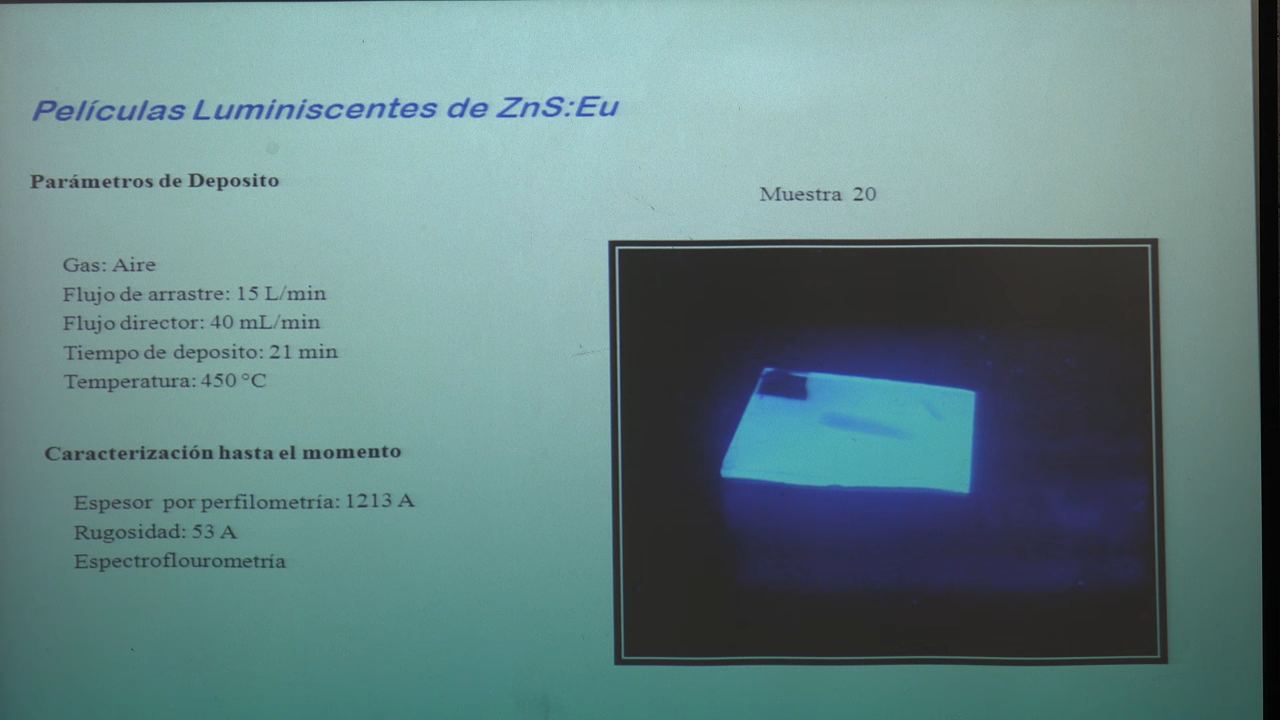 Películas Luminiscentes de ZnS:Eu
Parámetros de Deposito
Muestra 20
Gas: Aire
Flujo de arrastre: 15 L/min
Flujo director: 40 mL/min
Tiempo de deposito: 21 min
Temperatura: 450 °C
Caracterización hasta el momento
Espesor por perfilometría: 1213 A
Rugosidad: 53 A
Espectroflourometría